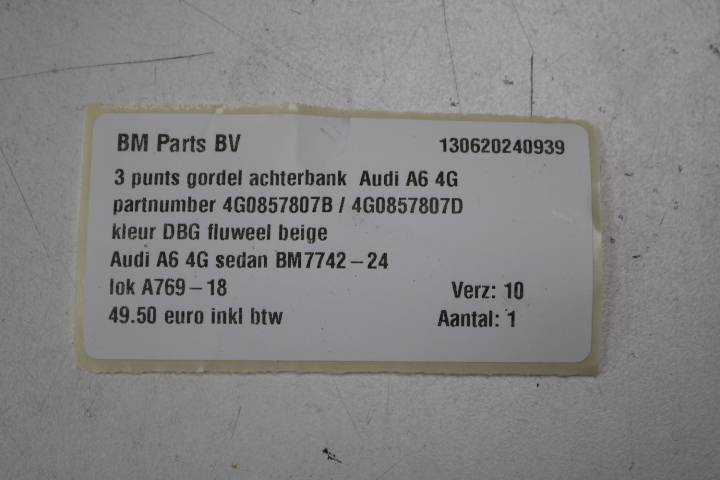 BM Parts BV 130620240939
3 punts gordel achterbank Audi A6 4G
partnumber 4G0857807B / 4G0857807D
kleur DBG fluweel beige
Audi A6 4G sedan BM7742-24
lok A769-18 Verz: 10
49.50 euro inkl btw Aantal: 1